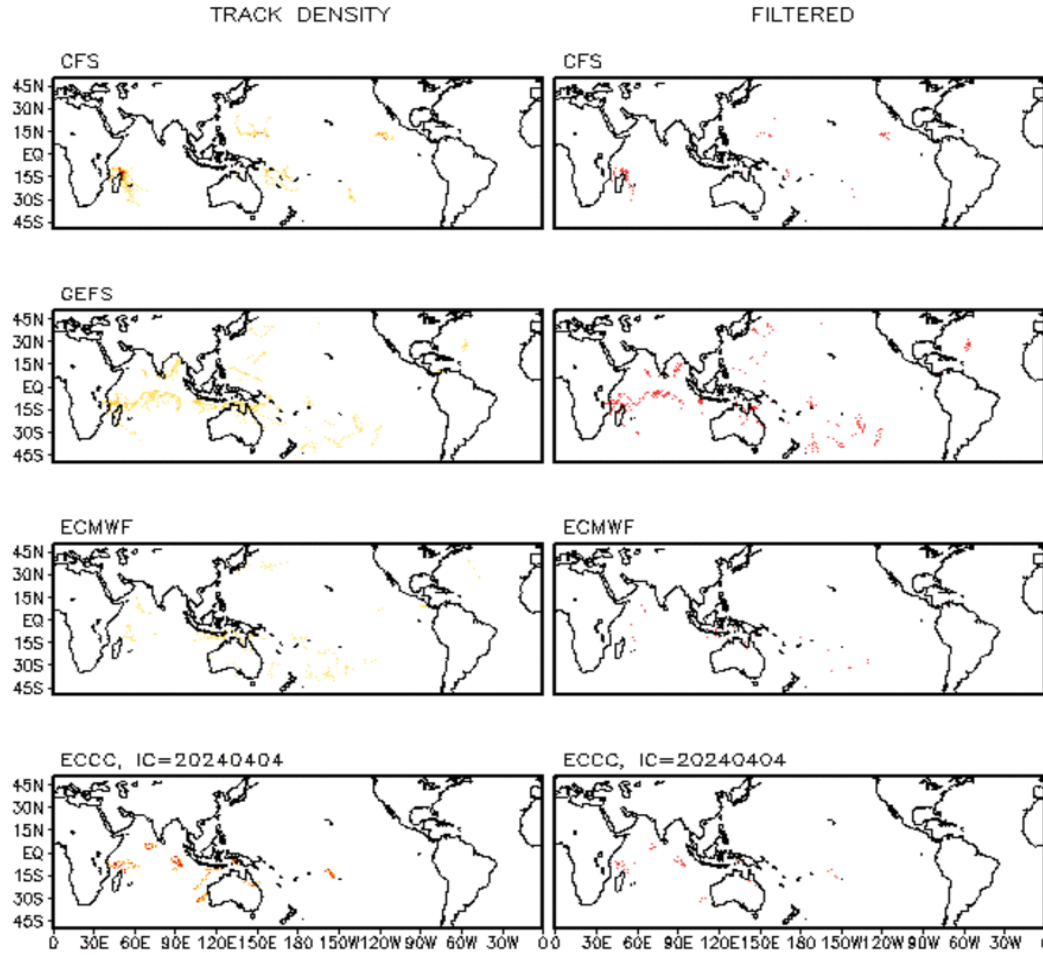 TRACK DENSITY FILTERED
CFS CFS
45N
30N
15N
EQ
15S
30S
45S
GEFS GEFS
45N
30N
15N
EQ
15S
30S
45S
ECMWF ECMWF
45N
30N
15N
EQ
15S
30S
45S
ECCC, IC=20240404 ECCC, IC=20240404
45N
30N
15N
EQ
15S
30S
45S
0 30E 60E 90E 120E 150E 180 150W 120W 90W 60W 30W 0 30E 60E 90E 120E 150E 180 150W 120W 90W 60W 30W